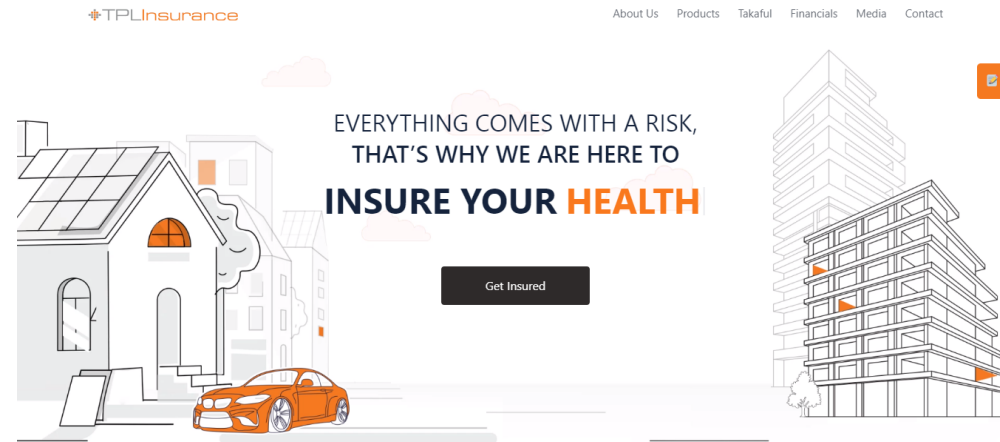 TPLInsurance
About Us Products Takaful Financials Media Contact
EVERYTHING COMES WITH A RISK,
THAT'S WHY WE ARE HERE TO
INSURE YOUR HEALTH
Get Insured